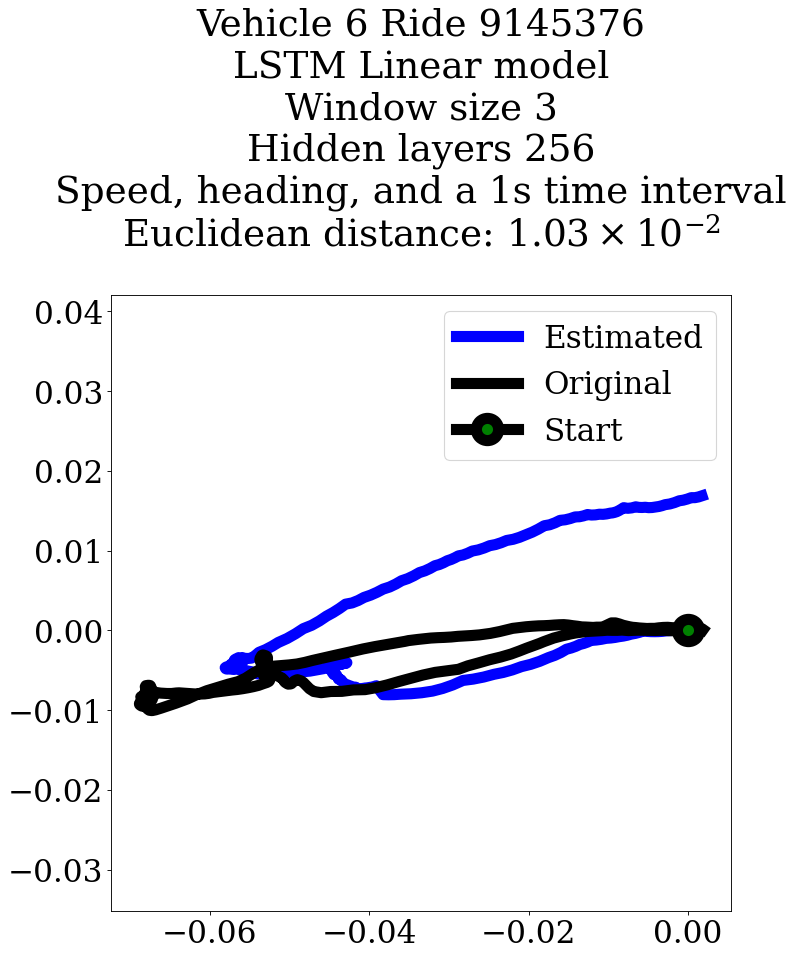 Vehicle 6 Ride 9145376
LSTM Linear model
Window size 3
Hidden layers 256
Speed, heading, and a 1s time interval
Euclidean distance: 1.03 × 10⁻²
0.04
0.03
0.02
0.01
0.00
−0.01
−0.02
−0.03
Estimated
Original
Start
−0.06
−0.04
−0.02
0.00